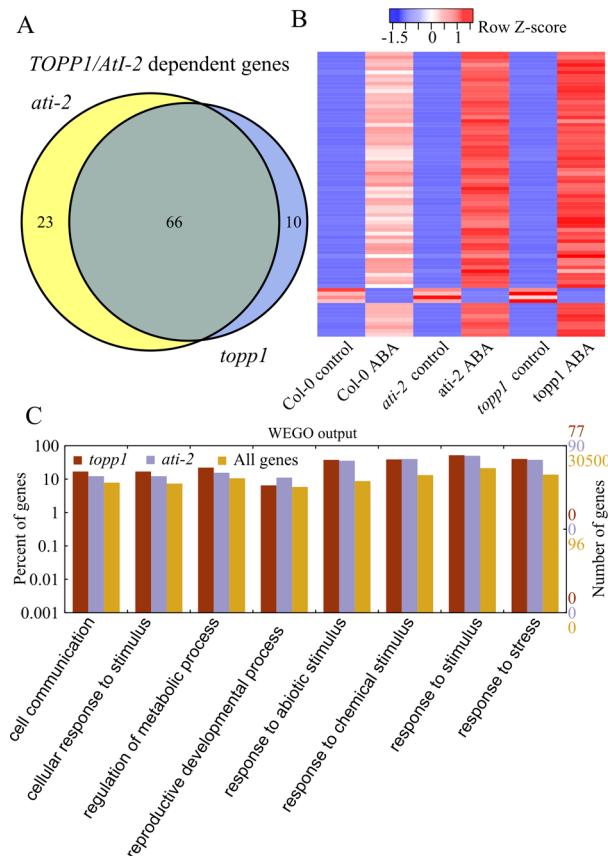 A
TOPP1/AtI-2 dependent genes
ati-2
23
66
10
topp1
B
-1.5 0 1 Row Z-score
Col-0 control
Col-0 ABA
ati-2 control
ati-2 ABA
topp1 control
topp1 ABA
C
WEGO output
topp1 ati-2 All genes
Percent of genes
100
10
1
0.1
0.01
0.001
77
90
30500
0
0
96
0
0
0
Number of genes
cell communication
cellular response to stimulus
regulation of metabolic process
reproductive developmental process
response to abiotic stimulus
response to chemical stimulus
response to stimulus
response to stress